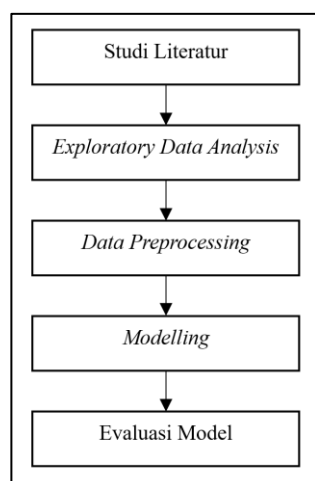 Studi Literatur
Exploratory Data Analysis
Data Preprocessing
Modelling
Evaluasi Model